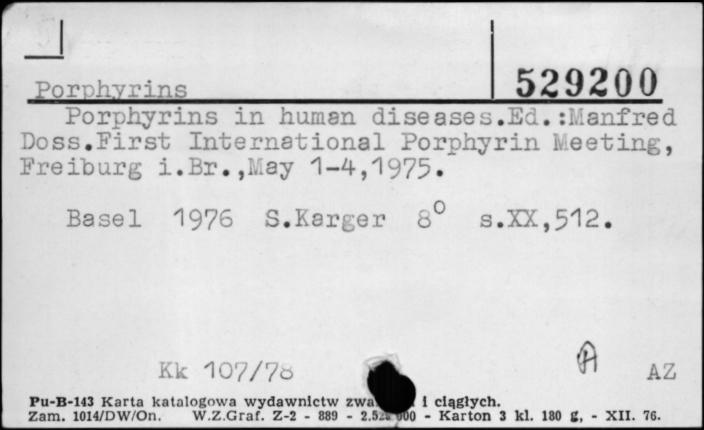 529200
Porphyrins
Porphyrins in human diseases.Ed.:Manfred
Doss.First International Porphyrin Meeting,
Freiburg i.Br.,May 1-4,1975.
Basel 1976 S.Karger 8° s.XX,512.
Kk 107/78 AZ
Pu-B-143 Karta katalogowa wydawnictw i ciągłych.
Zam. 1014/DW/On. W.Z.Graf. Z-2 - 889 - - Karton 3 kl. 180 g, - XII. 76.